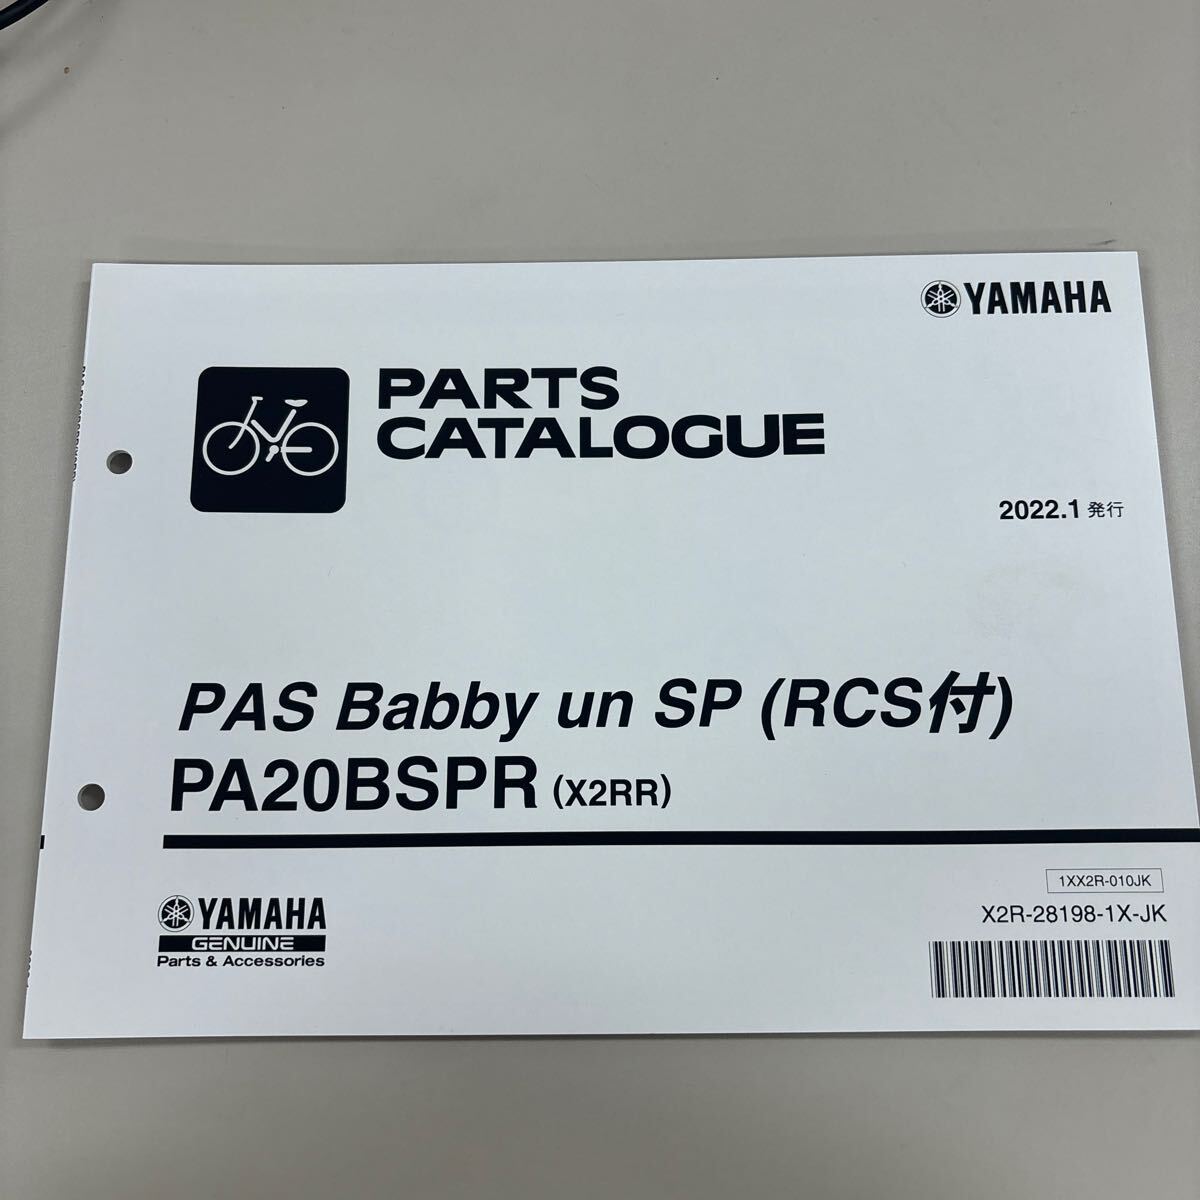 YAMAHA
PARTS
CATALOGUE
2022.1 発行
PAS Babby un SP (RCS付)
PA20BSPR (X2RR)
1XX2R-010JK
X2R-28198-1X-JK
YAMAHA
GENUINE
Parts & Accessories